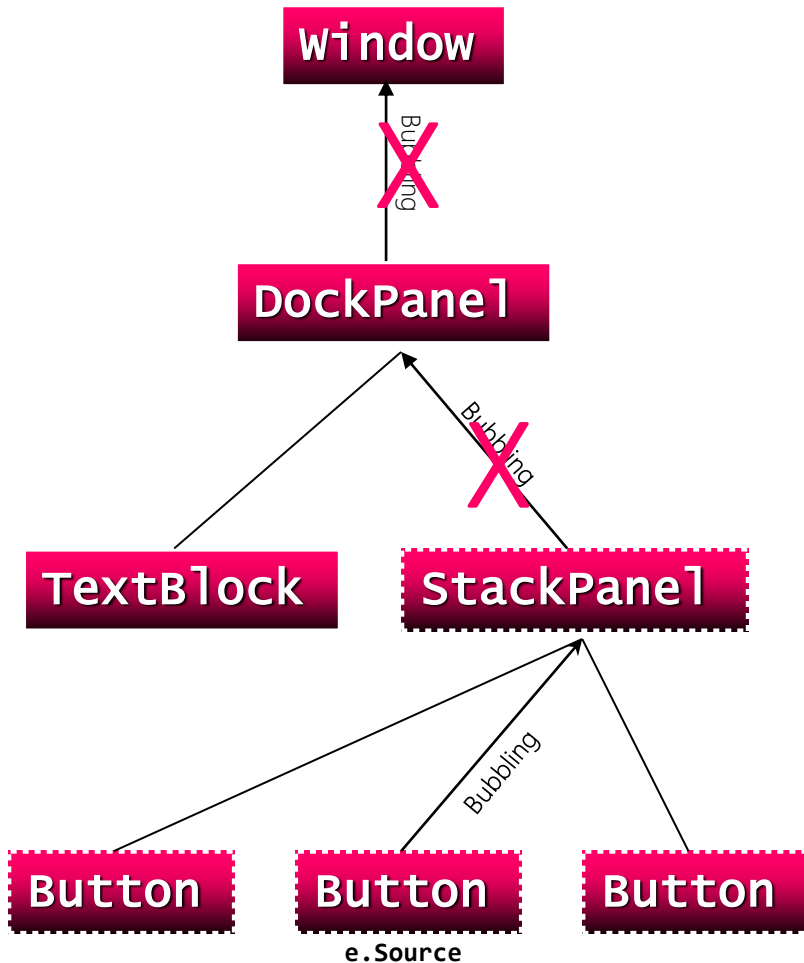 Window
Bubbling
DockPanel
Bubbling
TextBlock
StackPanel
Bubbling
Button
Button
Button
e.Source